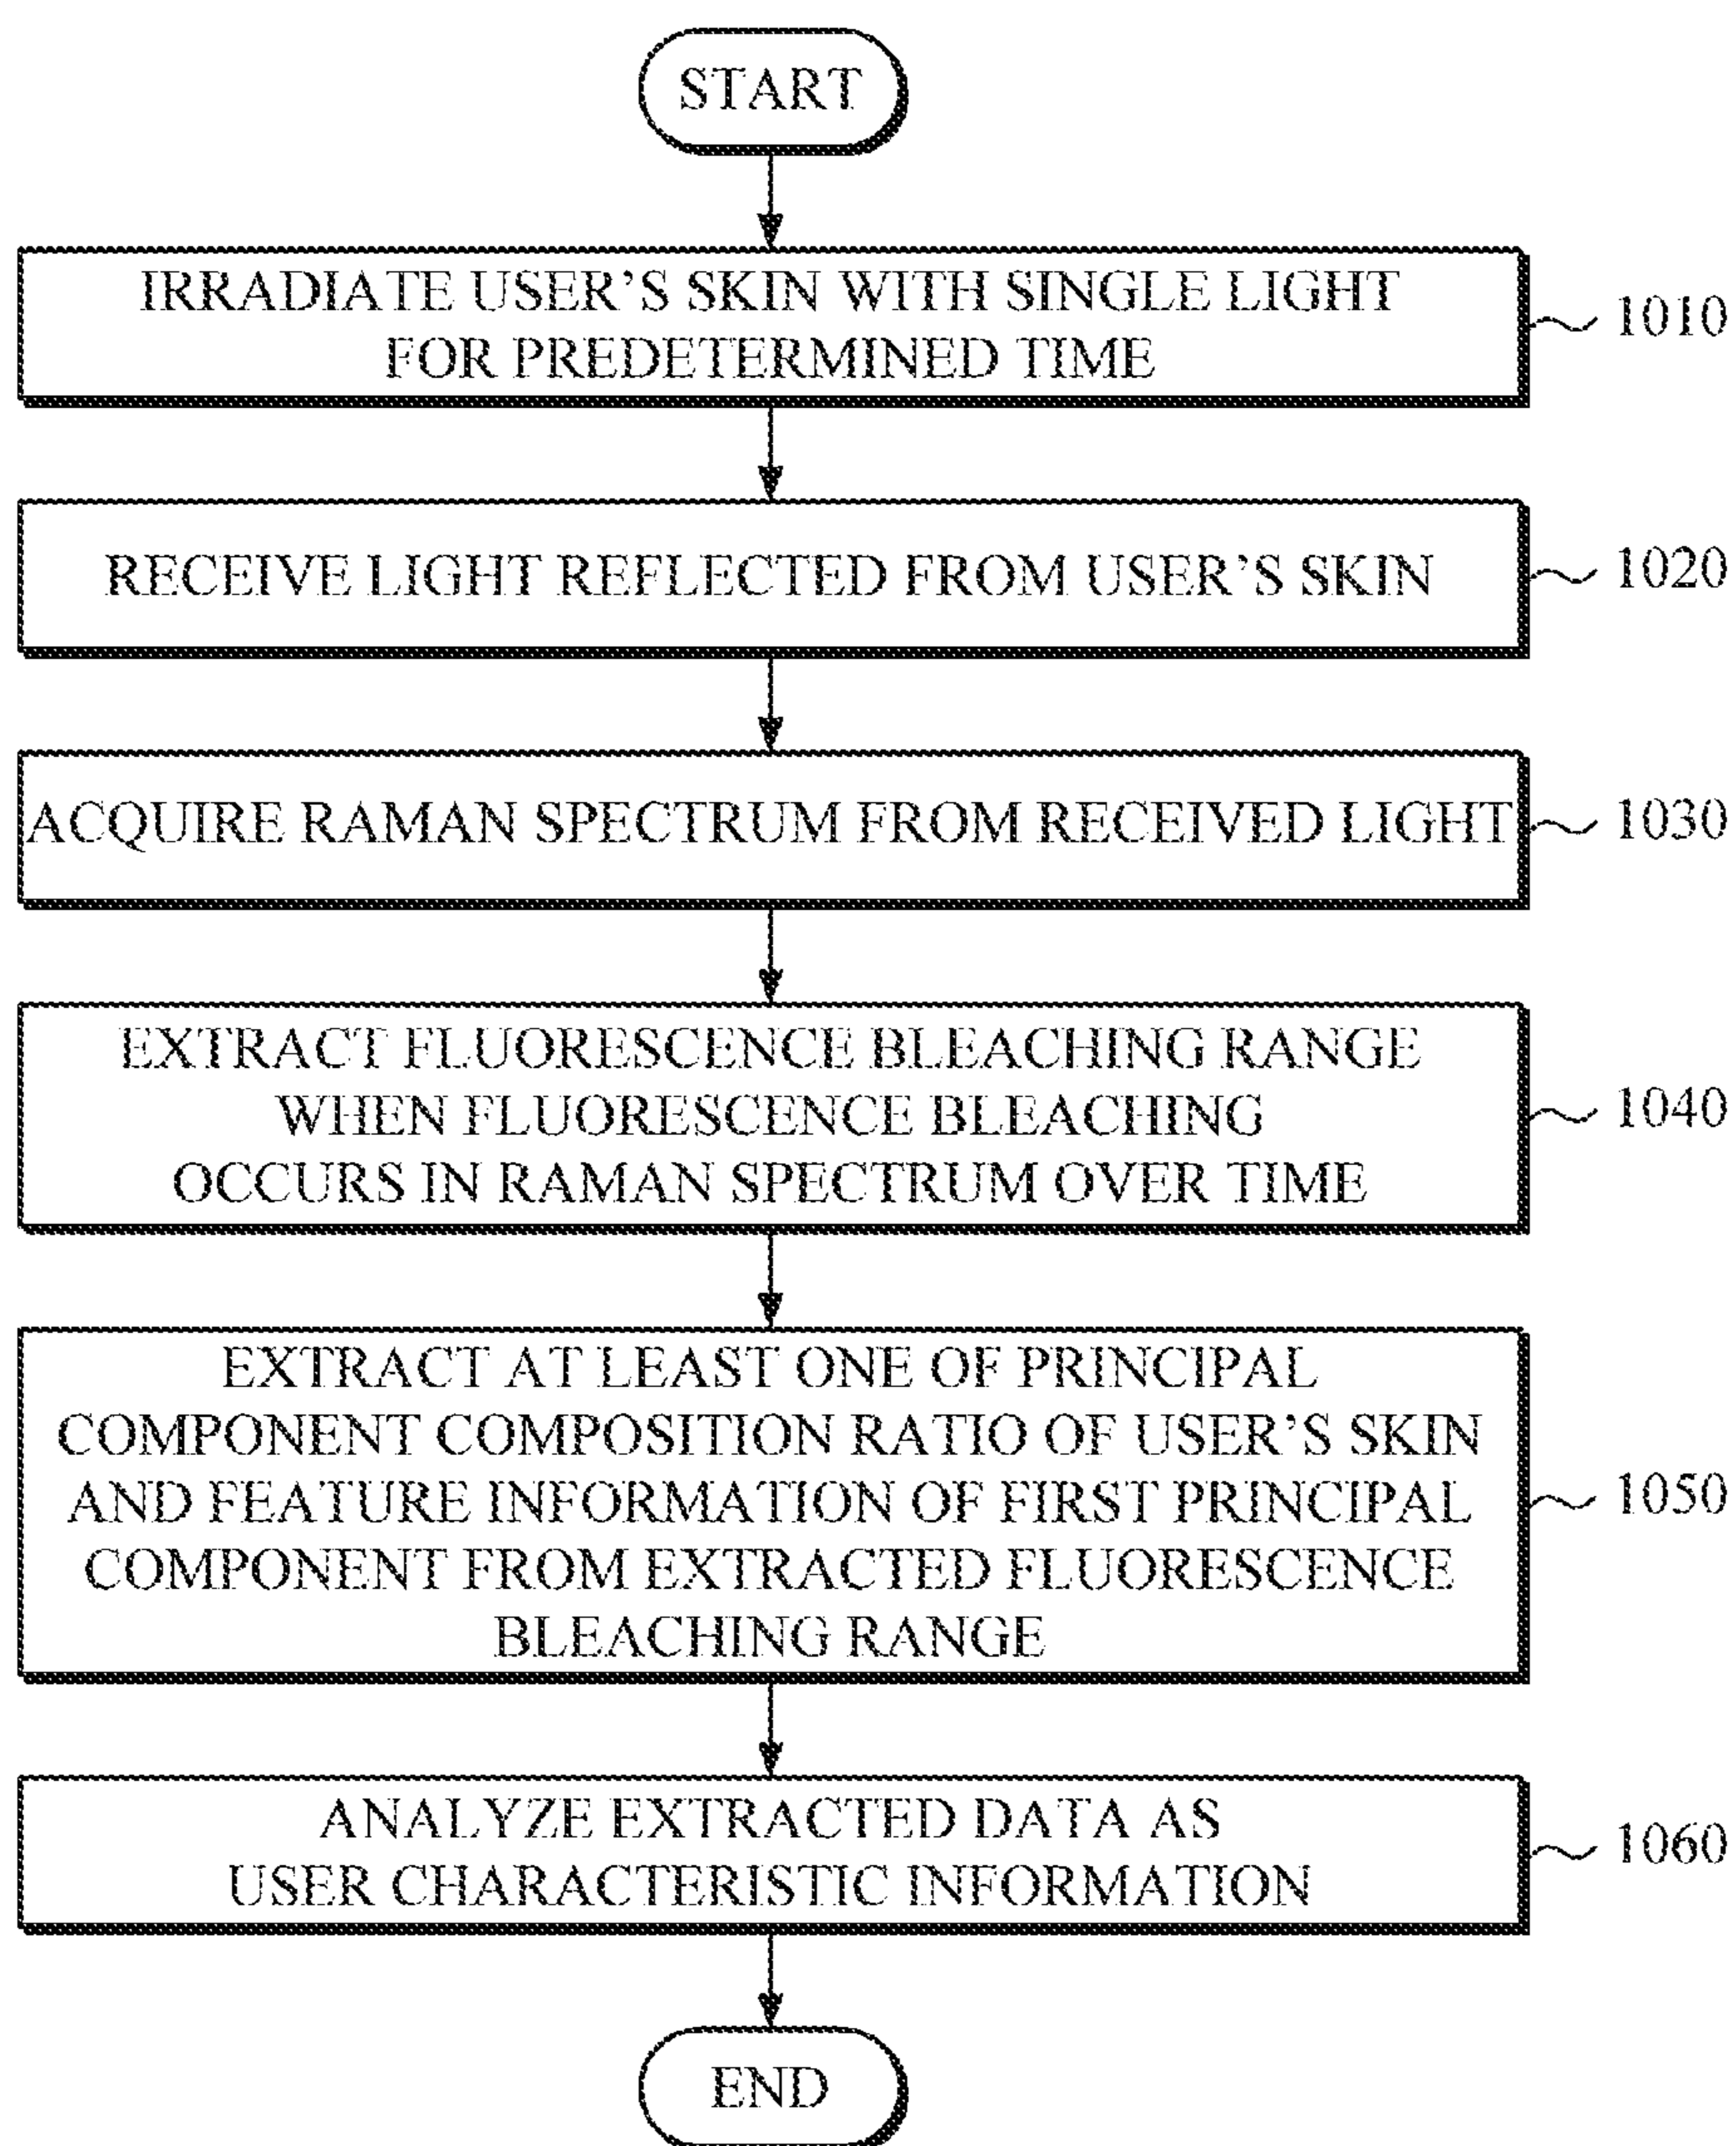 START
IRRADIATE USER'S SKIN WITH SINGLE LIGHT
FOR PREDETERMINED TIME
1010
RECEIVE LIGHT REFLECTED FROM USER'S SKIN
1020
ACQUIRE RAMAN SPECTRUM FROM RECEIVED LIGHT
1030
EXTRACT FLUORESCENCE BLEACHING RANGE
WHEN FLUORESCENCE BLEACHING
OCCURS IN RAMAN SPECTRUM OVER TIME
1040
EXTRACT AT LEAST ONE OF PRINCIPAL
COMPONENT COMPOSITION RATIO OF USER'S SKIN
AND FEATURE INFORMATION OF FIRST PRINCIPAL
COMPONENT FROM EXTRACTED FLUORESCENCE
BLEACHING RANGE
1050
ANALYZE EXTRACTED DATA AS
USER CHARACTERISTIC INFORMATION
1060
END